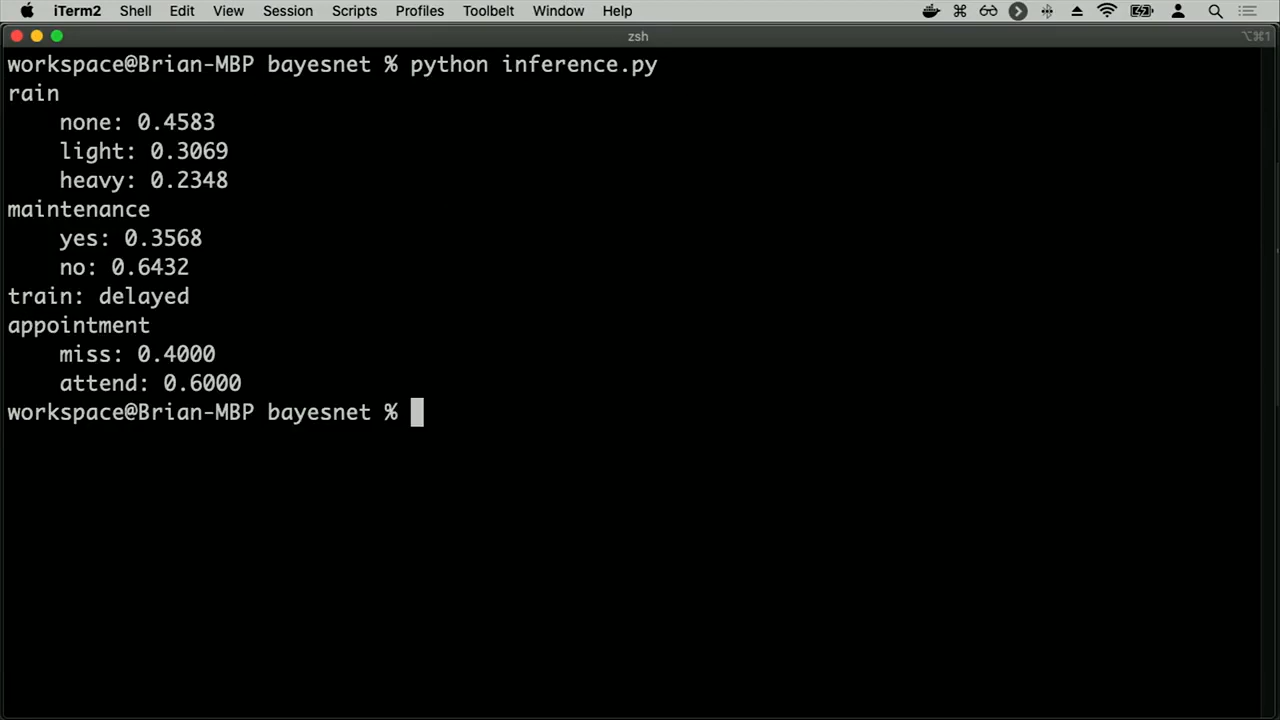 iTerm2 Shell Edit View Session Scripts Profiles Toolbelt Window Help
zsh
⌥⌘1
workspace@Brian-MBP bayesnet % python inference.py
rain
    none: 0.4583
    light: 0.3069
    heavy: 0.2348
maintenance
    yes: 0.3568
    no: 0.6432
train: delayed
appointment
    miss: 0.4000
    attend: 0.6000
workspace@Brian-MBP bayesnet %